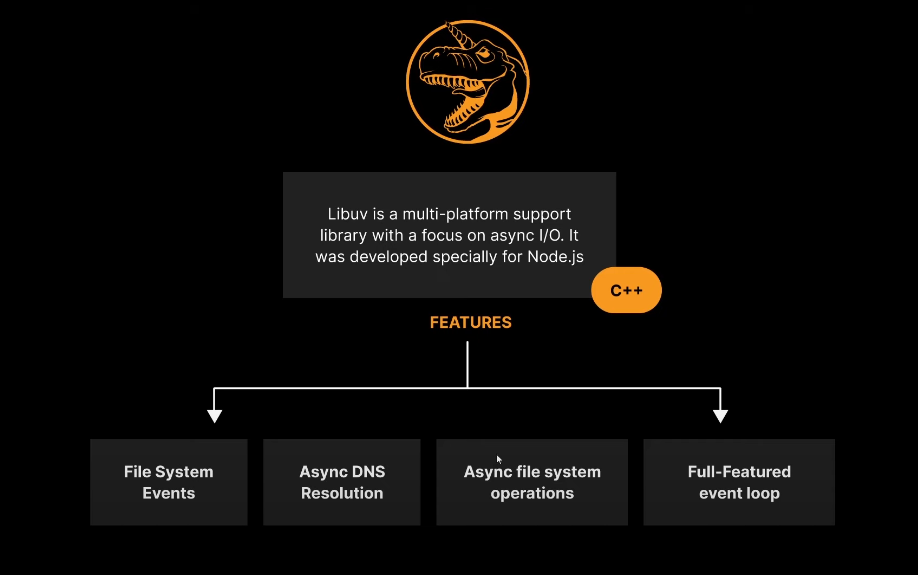 Libuv is a multi-platform support
library with a focus on async I/O. It
was developed specially for Node.js
C++
FEATURES
File System
Events
Async DNS
Resolution
Async file system
operations
Full-Featured
event loop